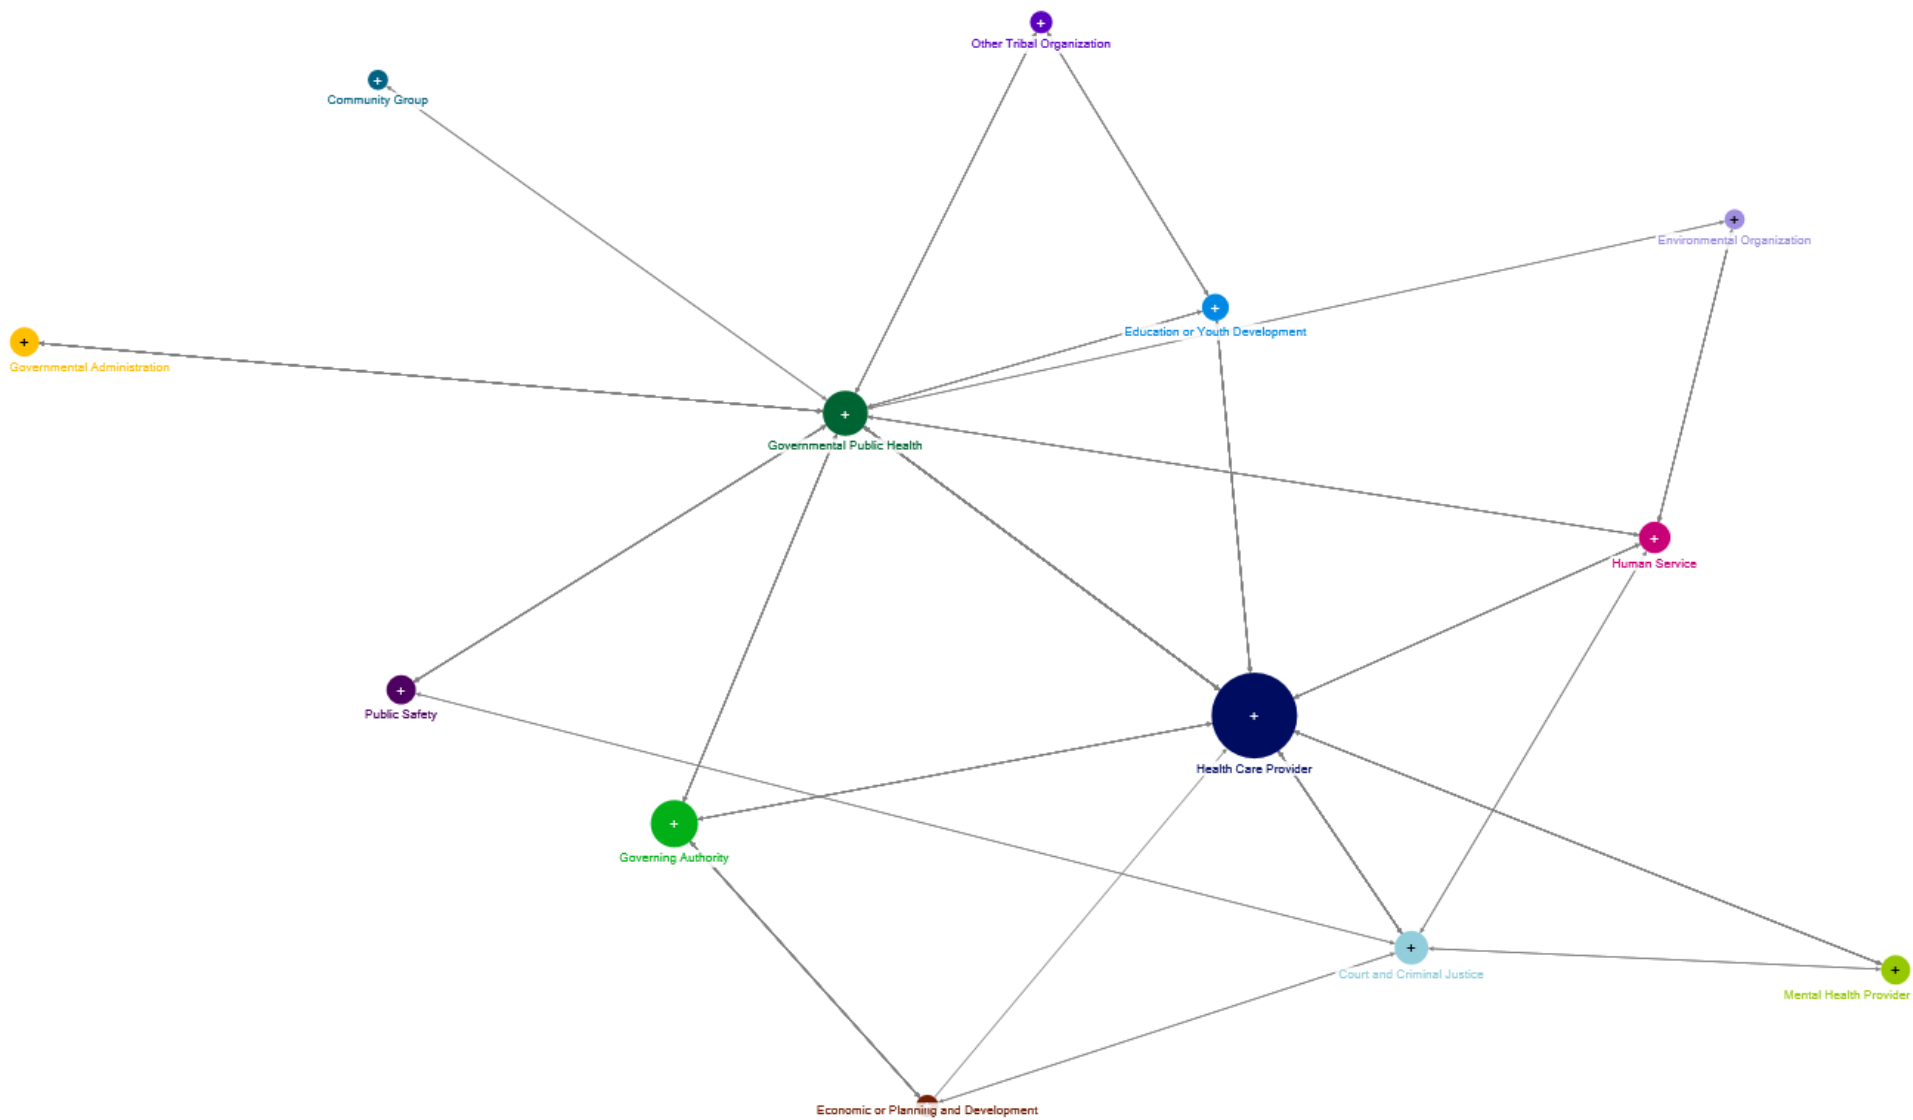 Other Tribal Organization
Community Group
Environmental Organization
Education or Youth Development
Governmental Administration
Governmental Public Health
Human Service
Public Safety
Health Care Provider
Governing Authority
Court and Criminal Justice
Mental Health Provider
Economic or Planning and Development